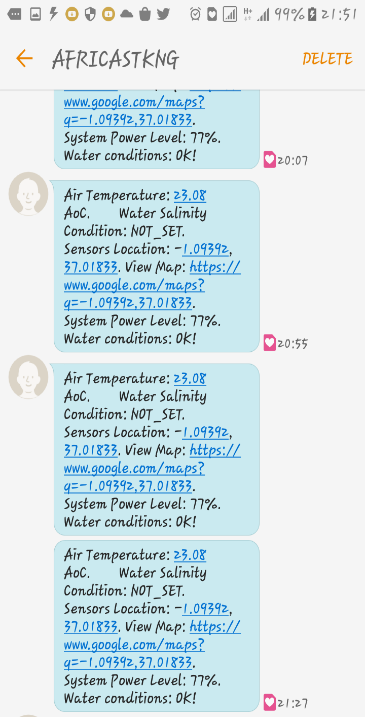 99% 21:51
AFRICASTKNG
DELETE
www.google.com/maps?
q=-1.09392,37.01833.
System Power Level: 77%.
Water conditions: OK!
20:07
Air Temperature: 23.08
AoC. Water Salinity
Condition: NOT_SET.
Sensors Location: -1.09392,
37.01833. View Map: https://
www.google.com/maps?
q=-1.09392,37.01833.
System Power Level: 77%.
Water conditions: OK!
20:55
Air Temperature: 23.08
AoC. Water Salinity
Condition: NOT_SET.
Sensors Location: -1.09392,
37.01833. View Map: https://
www.google.com/maps?
q=-1.09392,37.01833.
System Power Level: 77%.
Water conditions: OK!
Air Temperature: 23.08
AoC. Water Salinity
Condition: NOT_SET.
Sensors Location: -1.09392,
37.01833. View Map: https://
www.google.com/maps?
q=-1.09392,37.01833.
System Power Level: 77%.
Water conditions: OK!
21:27